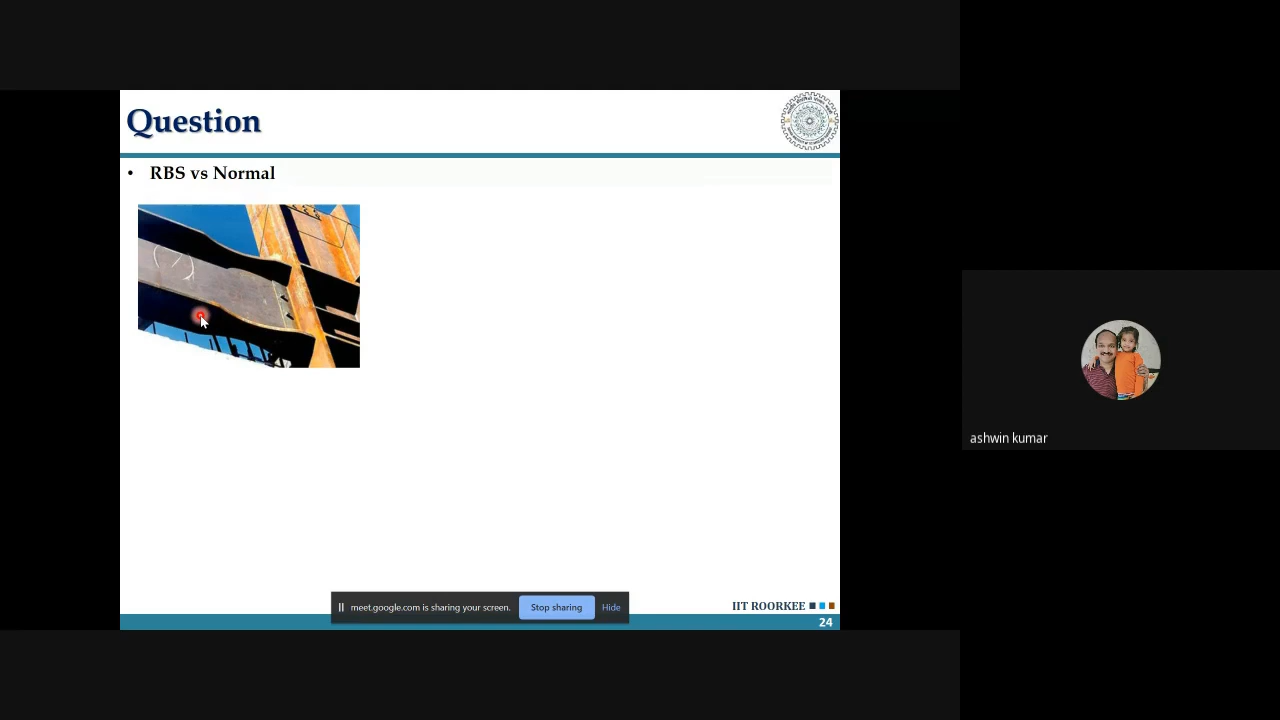 Question
• RBS vs Normal
meet.google.com is sharing your screen. Stop sharing Hide
IIT ROORKEE
24
ashwin kumar